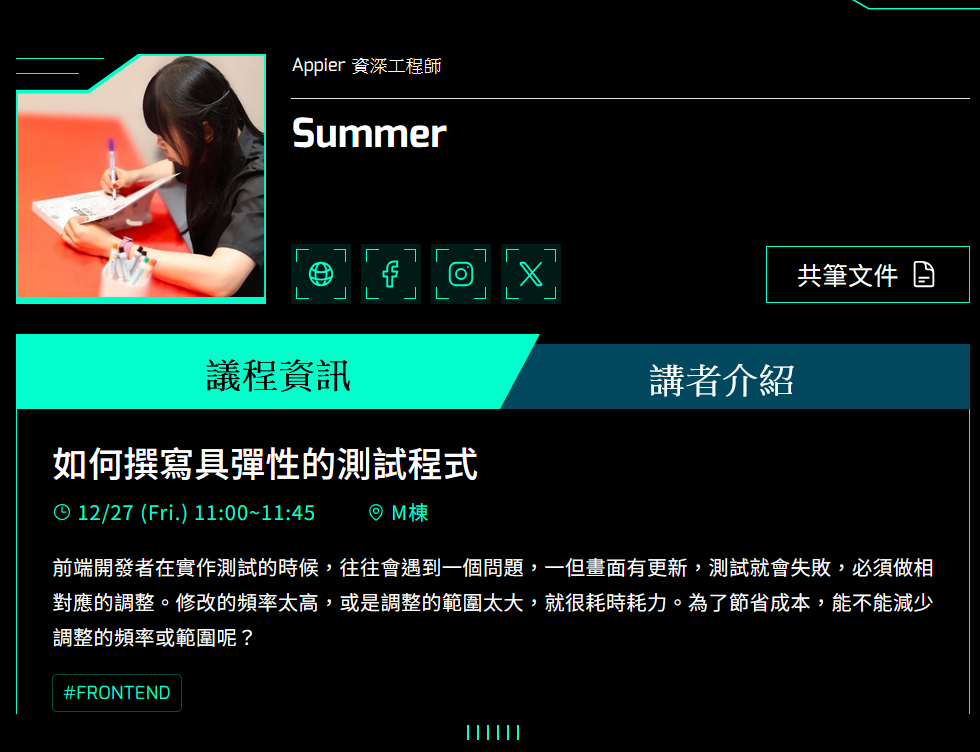 Appier 資深工程師
Summer
共筆文件
議程資訊
講者介紹
如何撰寫具彈性的測試程式
12/27 (Fri.) 11:00~11:45 M棟
前端開發者在實作測試的時候，往往會遇到一個問題，一但畫面有更新，測試就會失敗，必須做相
對應的調整。修改的頻率太高，或是調整的範圍太大，就很耗時耗力。為了節省成本，能不能減少
調整的頻率或範圍呢？
#FRONTEND